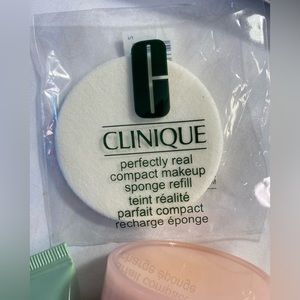 CLINIQUE
perfectly real
compact makeup
sponge refill
teint réalité
parfait compact
recharge éponge